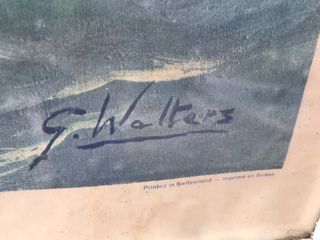 G. Walters
Printed in Switzerland — Imprimé en Suisse